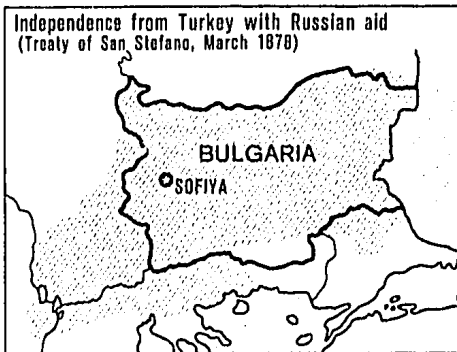 Independence from Turkey with Russian aid
(Treaty of San Stefano, March 1878)
BULGARIA
SOFIYA